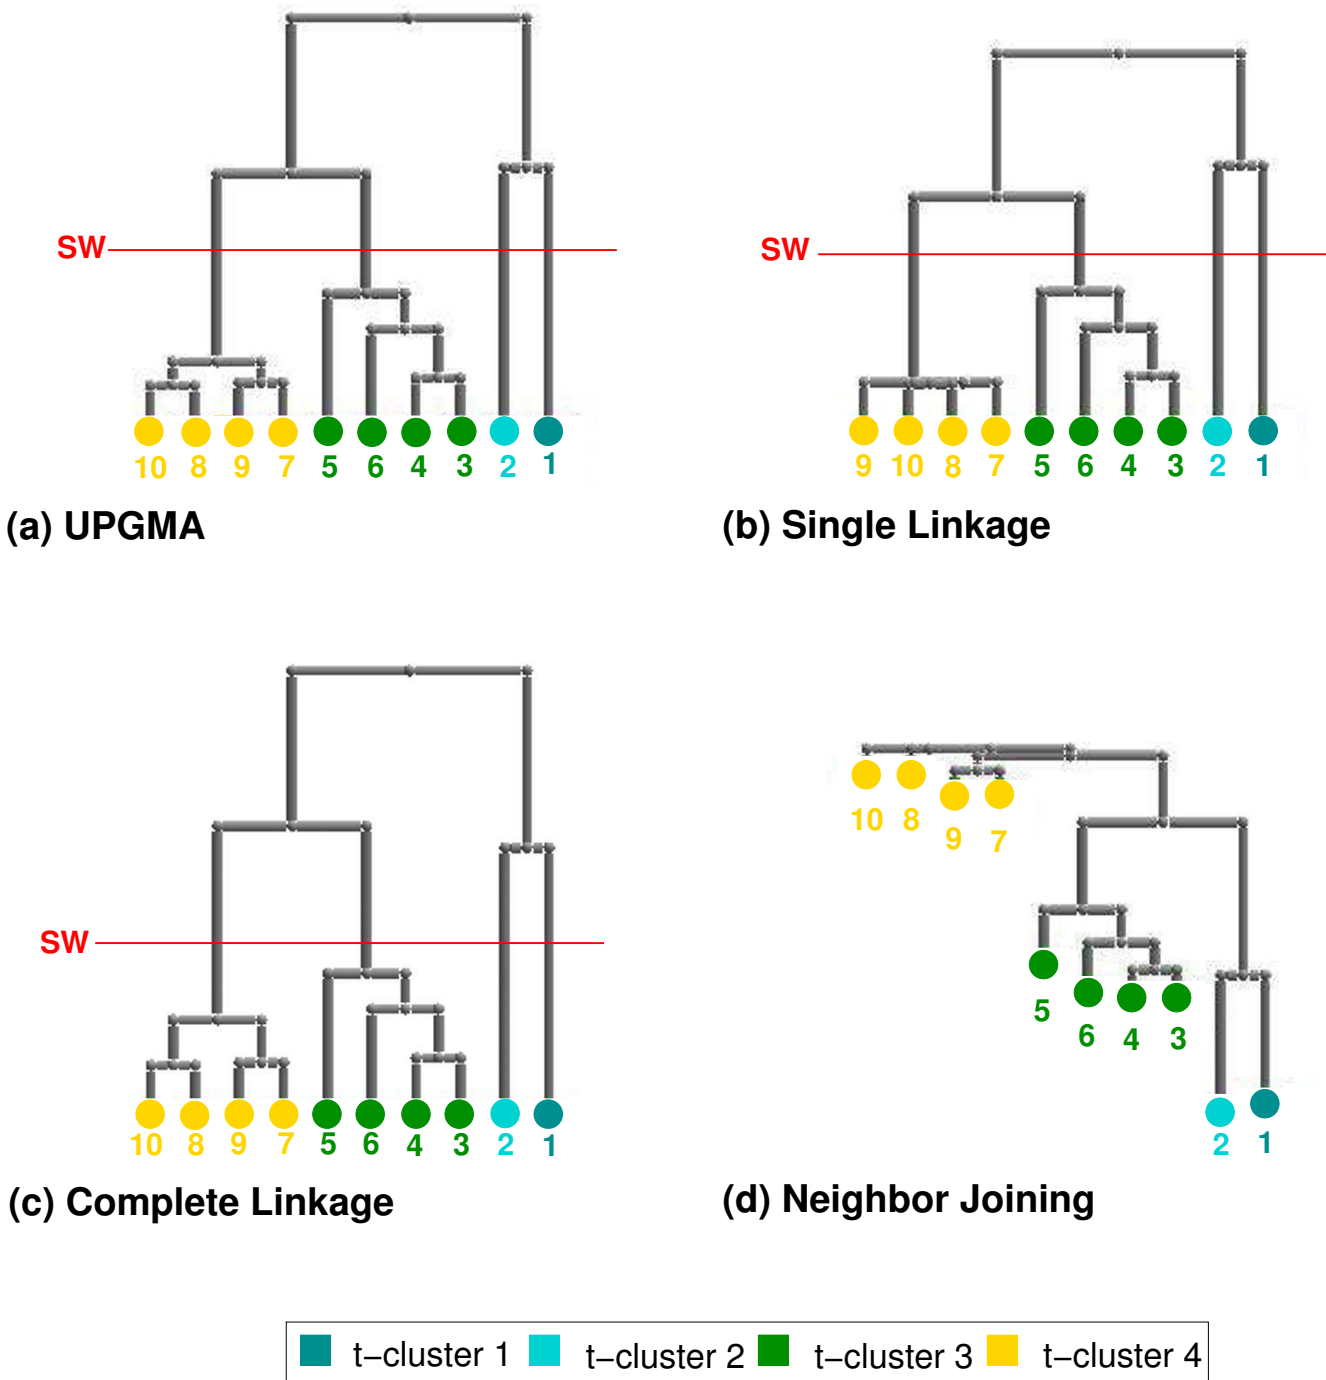 SW
10 8 9 7 5 6 4 3 2 1
(a) UPGMA
SW
9 10 8 7 5 6 4 3 2 1
(b) Single Linkage
SW
10 8 9 7 5 6 4 3 2 1
(c) Complete Linkage
10 8 9 7
5 6 4 3
2 1
(d) Neighbor Joining
t−cluster 1 t−cluster 2 t−cluster 3 t−cluster 4